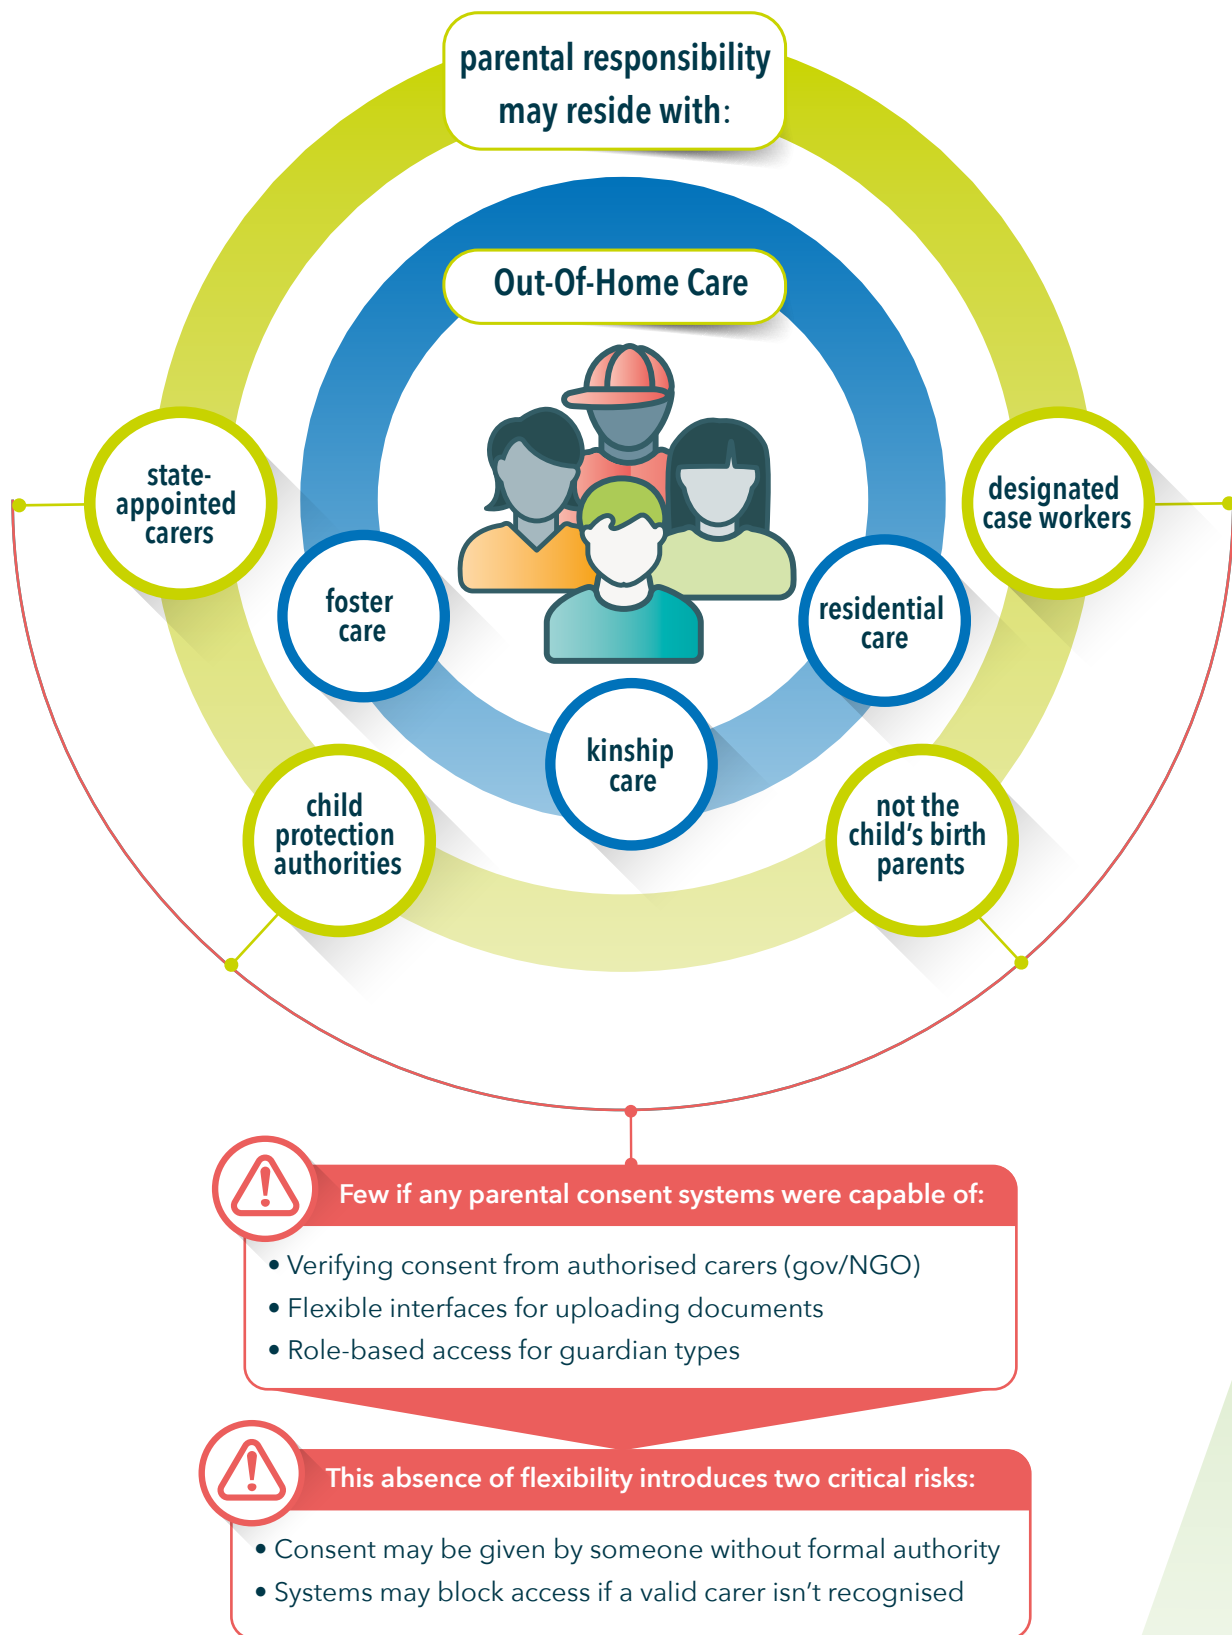 parental responsibility
may reside with:
Out-Of-Home Care
state-
appointed
carers
designated
case workers
foster
care
residential
care
kinship
care
child
protection
authorities
not the
child’s birth
parents
Few if any parental consent systems were capable of:
• Verifying consent from authorised carers (gov/NGO)
• Flexible interfaces for uploading documents
• Role-based access for guardian types
This absence of flexibility introduces two critical risks:
• Consent may be given by someone without formal authority
• Systems may block access if a valid carer isn’t recognised